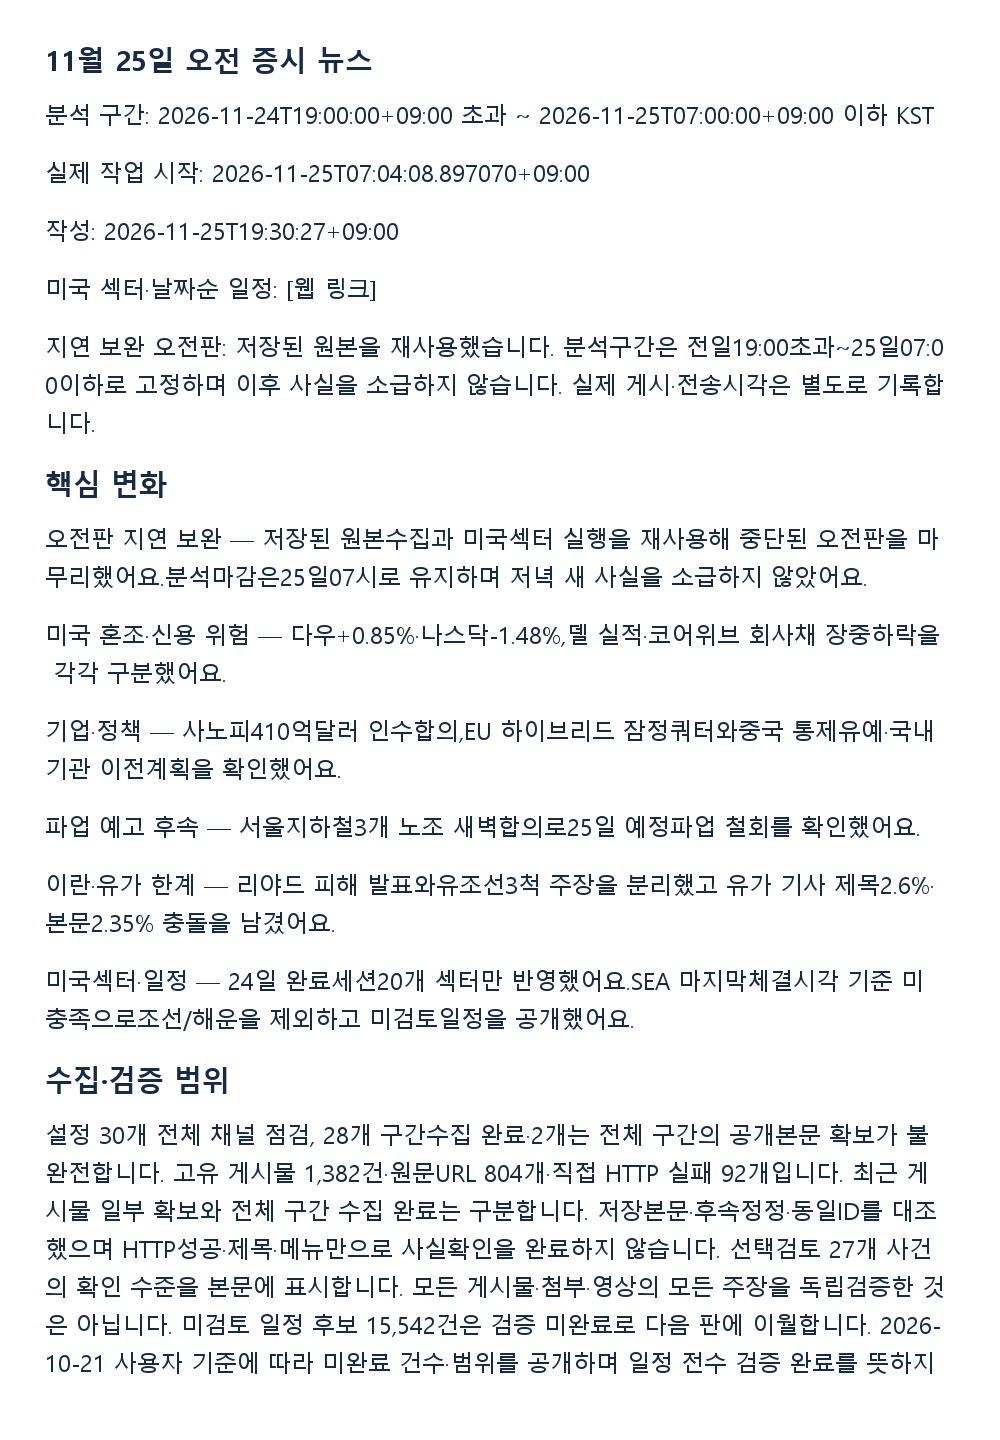 11월 25일 오전 증시 뉴스
분석 구간: 2026-11-24T19:00:00+09:00 초과 ~ 2026-11-25T07:00:00+09:00 이하 KST
실제 작업 시작: 2026-11-25T07:04:08.897070+09:00
작성: 2026-11-25T19:30:27+09:00
미국 섹터·날짜순 일정: [웹 링크]
지연 보완 오전판: 저장된 원본을 재사용했습니다. 분석구간은 전일19:00초과~25일07:0
0이하로 고정하며 이후 사실을 소급하지 않습니다. 실제 게시·전송시각은 별도로 기록합
니다.
핵심 변화
오전판 지연 보완 — 저장된 원본수집과 미국섹터 실행을 재사용해 중단된 오전판을 마
무리했어요.분석마감은25일07시로 유지하며 저녁 새 사실을 소급하지 않았어요.
미국 혼조·신용 위험 — 다우+0.85%·나스닥-1.48%,델 실적·코어위브 회사채 장중하락을
각각 구분했어요.
기업·정책 — 사노피410억달러 인수합의,EU 하이브리드 잠정쿼터와중국 통제유예·국내
기관 이전계획을 확인했어요.
파업 예고 후속 — 서울지하철3개 노조 새벽합의로25일 예정파업 철회를 확인했어요.
이란·유가 한계 — 리야드 피해 발표와유조선3척 주장을 분리했고 유가 기사 제목2.6%·
본문2.35% 충돌을 남겼어요.
미국섹터·일정 — 24일 완료세션20개 섹터만 반영했어요.SEA 마지막체결시각 기준 미
충족으로조선/해운을 제외하고 미검토일정을 공개했어요.
수집·검증 범위
설정 30개 전체 채널 점검, 28개 구간수집 완료·2개는 전체 구간의 공개본문 확보가 불
완전합니다. 고유 게시물 1,382건·원문URL 804개·직접 HTTP 실패 92개입니다. 최근 게
시물 일부 확보와 전체 구간 수집 완료는 구분합니다. 저장본문·후속정정·동일ID를 대조
했으며 HTTP성공·제목·메뉴만으로 사실확인을 완료하지 않습니다. 선택검토 27개 사건
의 확인 수준을 본문에 표시합니다. 모든 게시물·첨부·영상의 모든 주장을 독립검증한 것
은 아닙니다. 미검토 일정 후보 15,542건은 검증 미완료로 다음 판에 이월합니다. 2026-
10-21 사용자 기준에 따라 미완료 건수·범위를 공개하며 일정 전수 검증 완료를 뜻하지